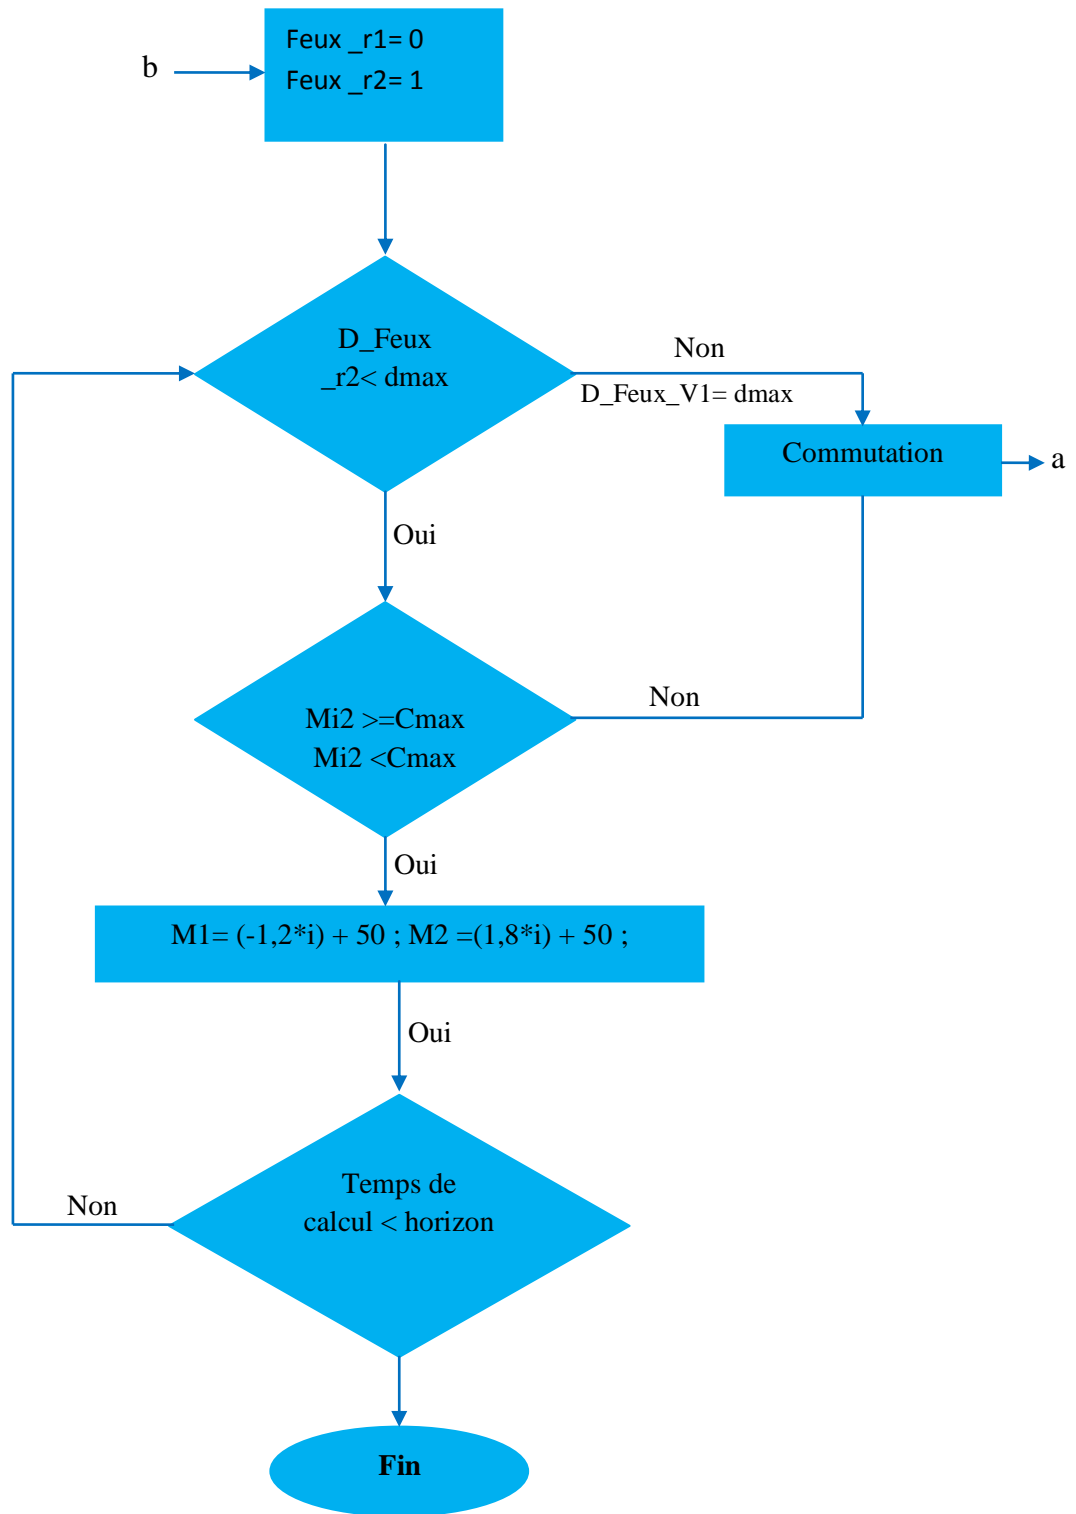 Feux _r1= 0
b
Feux _r2= 1
D_Feux
_r2< dmax
Non
D_Feux_V1= dmax
Commutation
a
Oui
Mi2 >=Cmax
Mi2 <Cmax
Non
Oui
M1= (-1,2*i) + 50 ; M2 =(1,8*i) + 50 ;
Oui
Temps de
calcul < horizon
Non
Fin